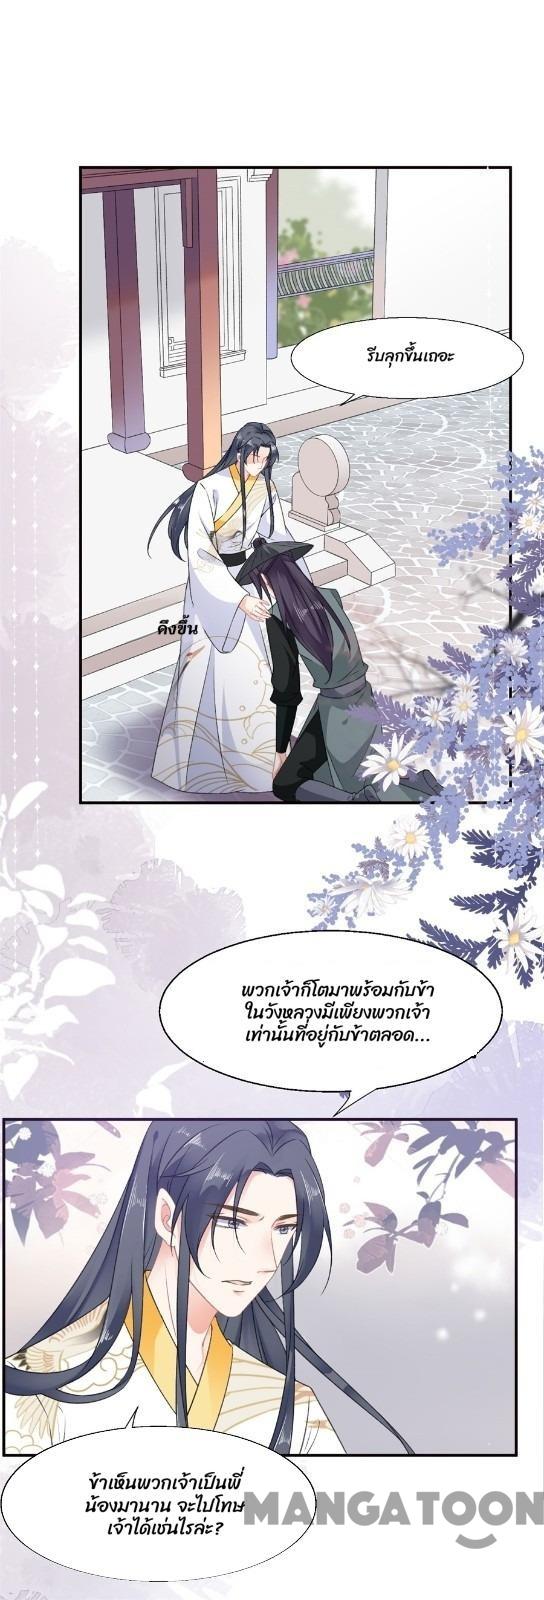 รีบลุกขึ้นเถอะ
ดึงขึ้น
พวกเจ้าก็โตมาพร้อมกับข้า
ในวังหลวงมีเพียงพวกเจ้า
เท่านั้นที่อยู่กับข้าตลอด...
ข้าเห็นพวกเจ้าเป็นพี่
น้องมานาน จะไปโทษ
เจ้าได้เช่นไรล่ะ?
MANGATOON